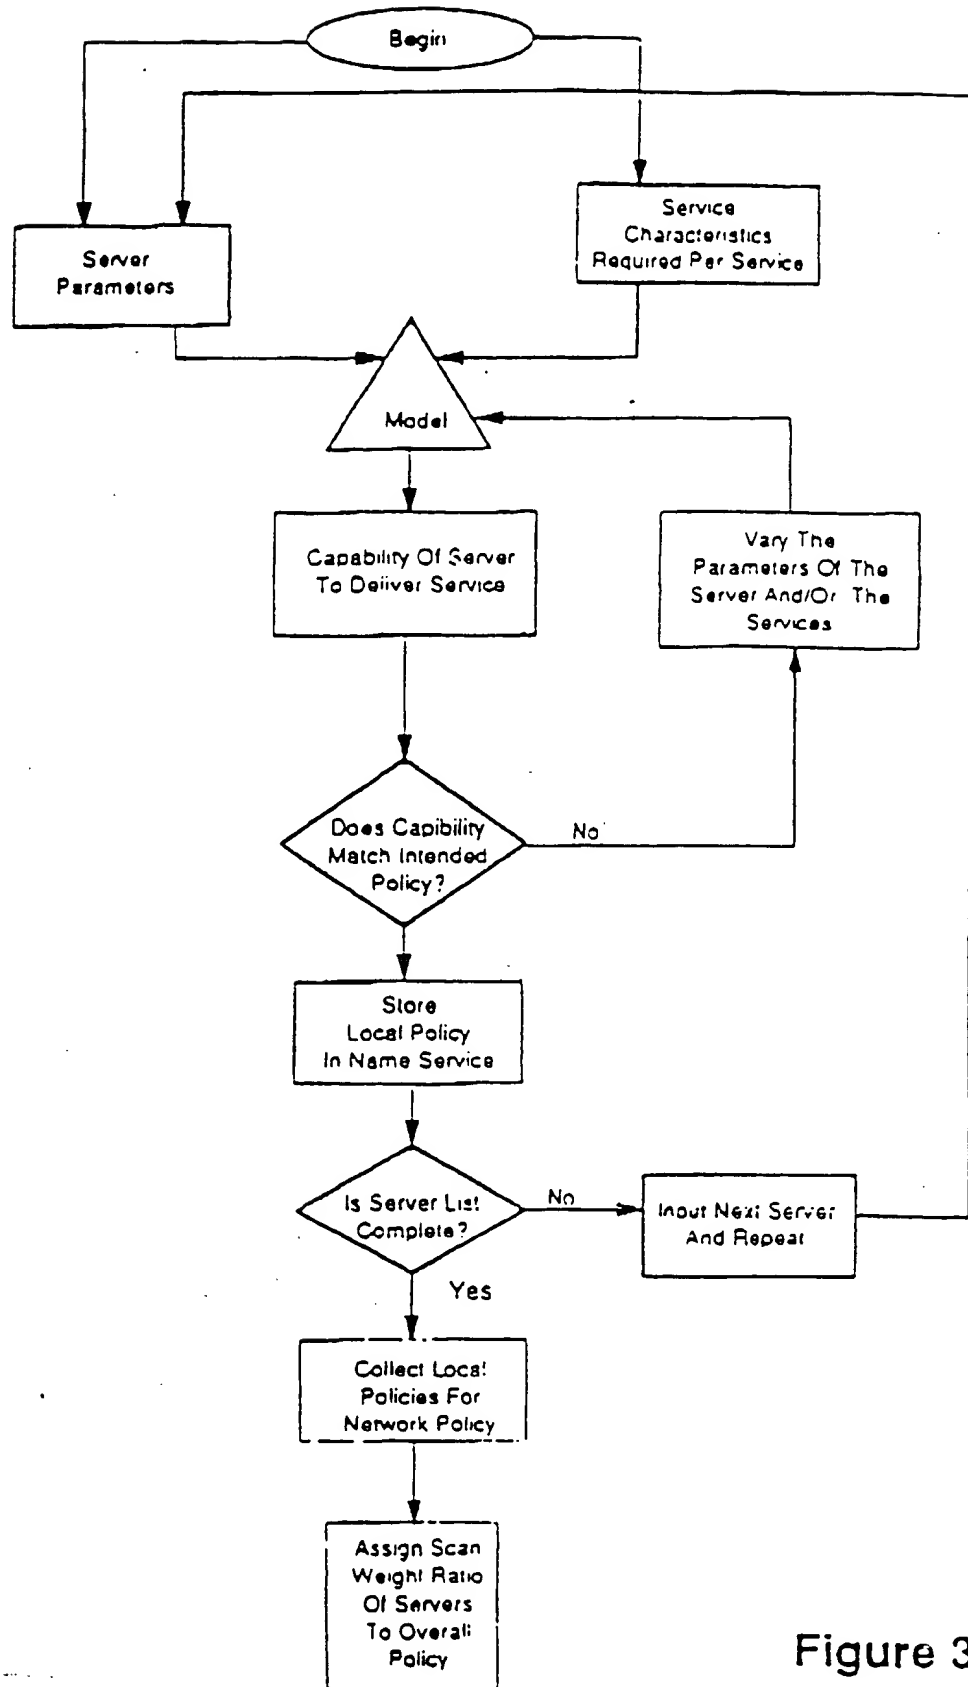 Begin
Server
Parameters
Service
Characteristics
Required Per Service
Model
Capability Of Server
To Deliver Service
Vary The
Parameters Of The
Server And/Or The
Services
Does Capibility
Match Intended
Policy?
No
Store
Local Policy
In Name Service
Is Server List
Complete?
No
Input Next Server
And Repeat
Yes
Collect Local
Policies For
Network Policy
Assign Scan
Weight Ratio
Of Servers
To Overall
Policy
Figure 3